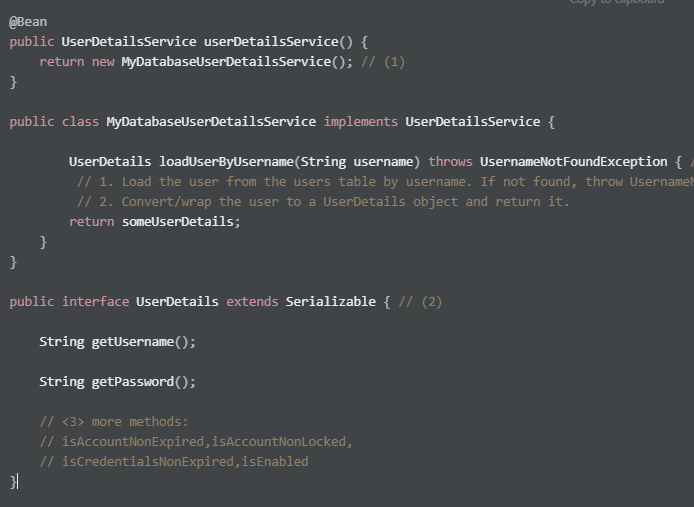 Copy to clipboard
@Bean
public UserDetailsService userDetailsService() {
    return new MyDatabaseUserDetailsService(); // (1)
}
public class MyDatabaseUserDetailsService implements UserDetailsService {
        UserDetails loadUserByUsername(String username) throws UsernameNotFoundException { /
         // 1. Load the user from the users table by username. If not found, throw UsernameN
         // 2. Convert/wrap the user to a UserDetails object and return it.
        return someUserDetails;
    }
}
public interface UserDetails extends Serializable { // (2)
    String getUsername();
    String getPassword();
    // <3> more methods:
    // isAccountNonExpired,isAccountNonLocked,
    // isCredentialsNonExpired,isEnabled
}